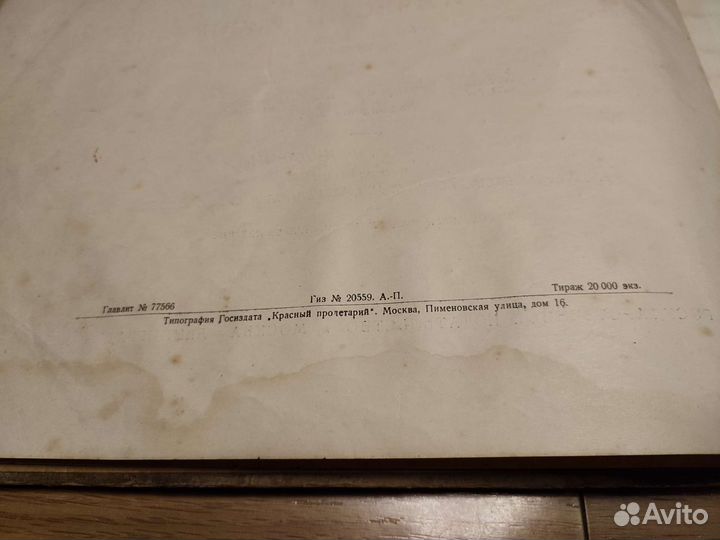 Главлит № 77566 Гиз № 20559. А.-П. Тираж 20 000 экз.
Типография Госиздата „Красный пролетарий“. Москва, Пименовская улица, дом 16.
Avito